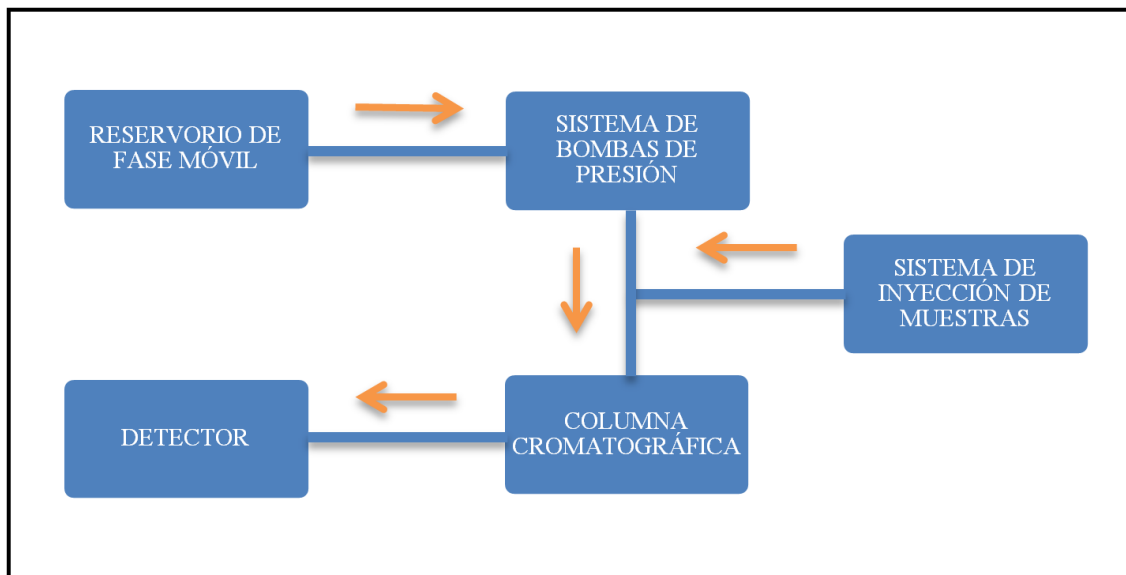 RESERVORIO DE
FASE MÓVIL
SISTEMA DE
BOMBAS DE
PRESIÓN
SISTEMA DE
INYECCIÓN DE
MUESTRAS
COLUMNA
CROMATOGRÁFICA
DETECTOR